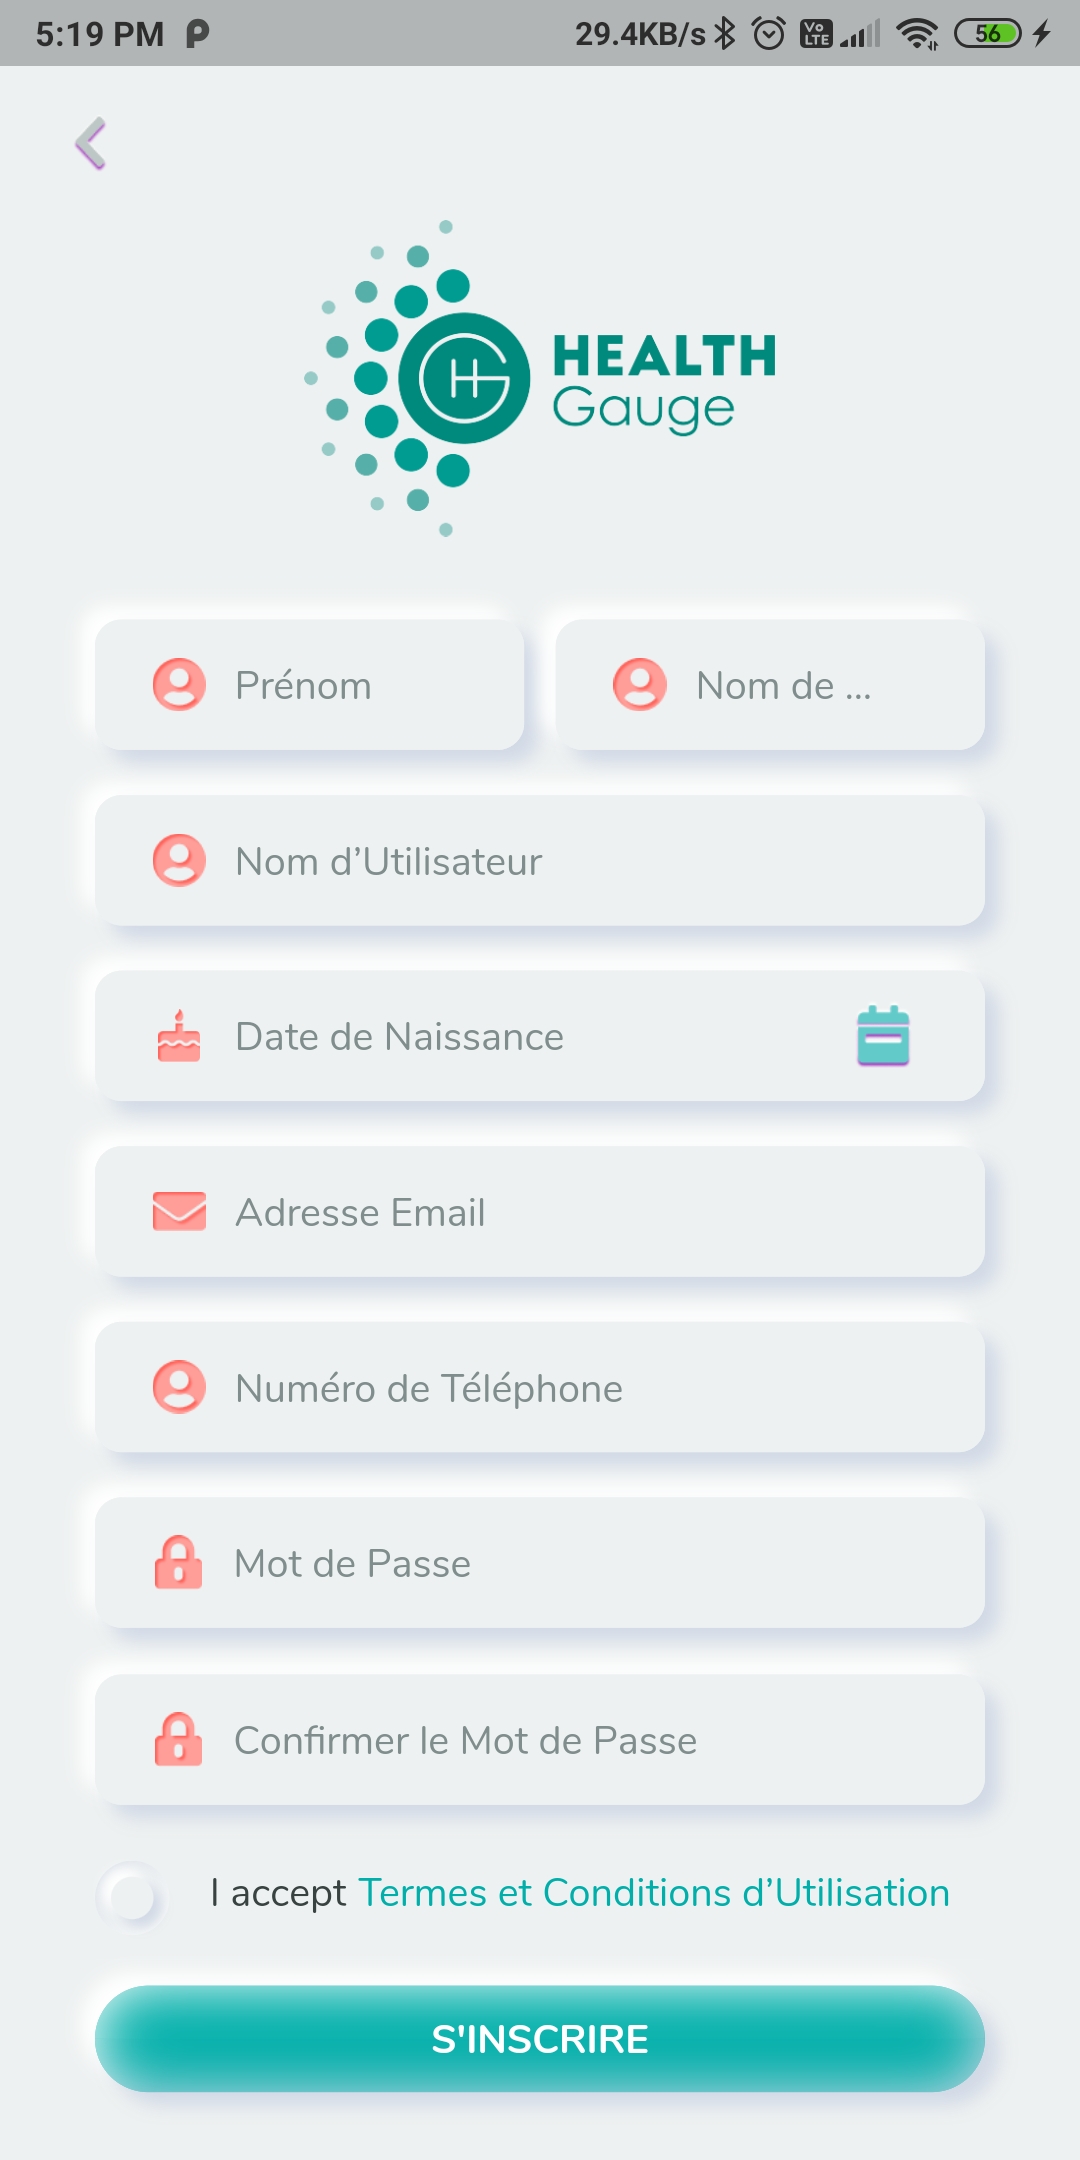 5:19 PM 29.4KB/s Vo LTE 56
HEALTH
Gauge
Prénom
Nom de ...
Nom d’Utilisateur
Date de Naissance
Adresse Email
Numéro de Téléphone
Mot de Passe
Confirmer le Mot de Passe
I accept Termes et Conditions d’Utilisation
S'INSCRIRE